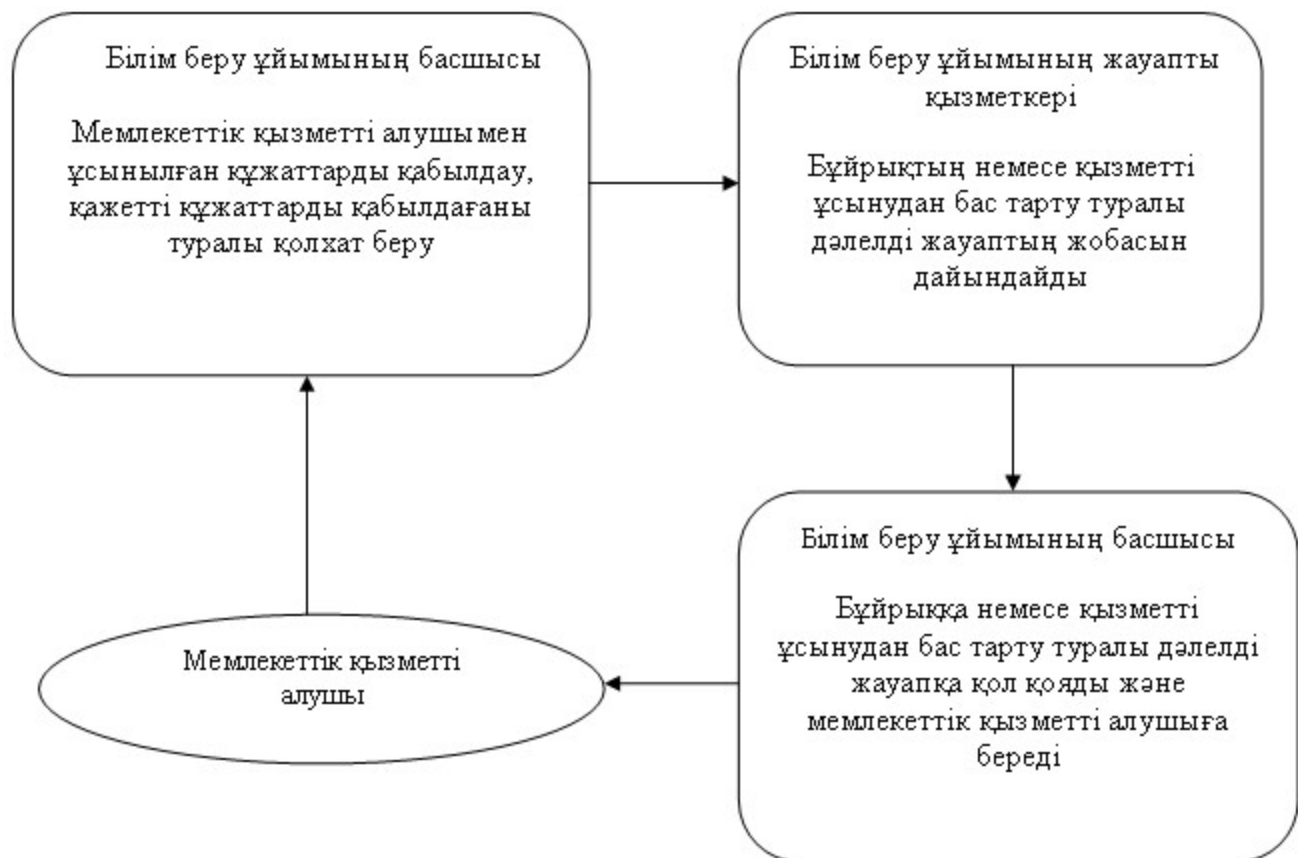 Білім беру ұйымының басшысы
Мемлекеттік қызметті алушымен
ұсынылған құжаттарды қабылдау,
қажетті құжаттарды қабылдағаны
туралы қолхат беру
Білім беру ұйымының жауапты
қызметкері
Бұйрықтың немесе қызметті
ұсынудан бас тарту туралы
дәлелді жауаптың жобасын
дайындайды
Білім беру ұйымының басшысы
Бұйрыққа немесе қызметті
ұсынудан бас тарту туралы дәлелді
жауапқа қол қояды және
мемлекеттік қызметті алушыға
береді
Мемлекеттік қызметті
алушы